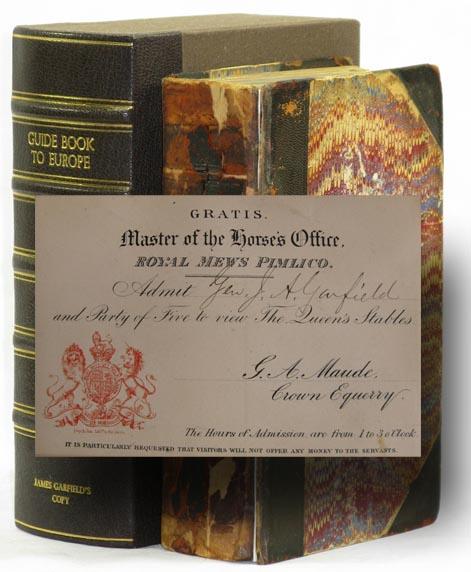 GUIDE BOOK
TO EUROPE
JAMES GARFIELD'S
COPY
GRATIS.
Master of the Horse's Office,
ROYAL MEWS PIMLICO.
Admit Gen. J. A. Garfield
and Party of Five to view The Queen's Stables
G. A. Maude.
Crown Equerry.
The Hours of Admission are from 1 to 3 o'Clock
IT IS PARTICULARLY REQUESTED THAT VISITORS WILL NOT OFFER ANY MONEY TO THE SERVANTS.